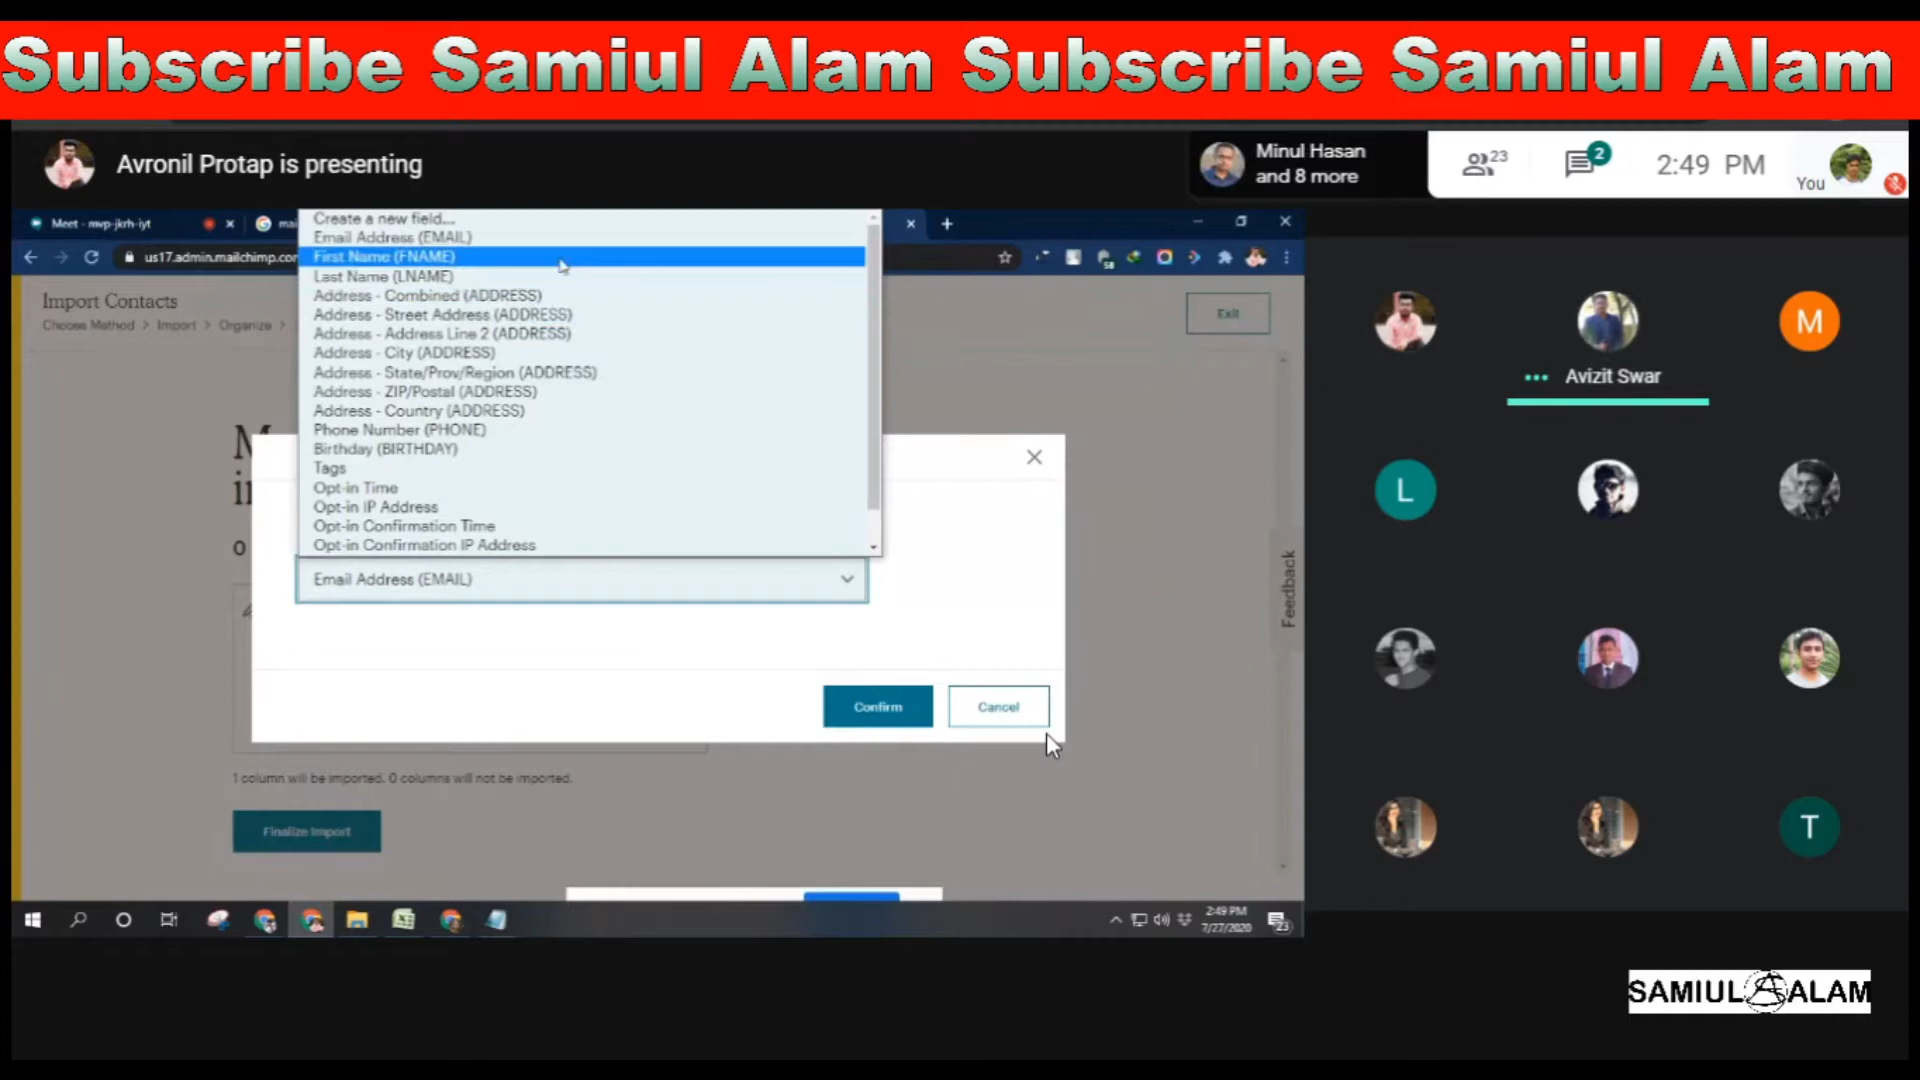 Subscribe Samiul Alam Subscribe Samiul Alam
Avronil Protap is presenting
Minul Hasan
and 8 more
23
2
2:49 PM
You
Meet - mvp-jkrh-iyt
us17.admin.mailchimp.com
58
Import Contacts
Choose Method > Import > Organize >
Exit
Create a new field...
Email Address (EMAIL)
First Name (FNAME)
Last Name (LNAME)
Address - Combined (ADDRESS)
Address - Street Address (ADDRESS)
Address - Address Line 2 (ADDRESS)
Address - City (ADDRESS)
Address - State/Prov/Region (ADDRESS)
Address - ZIP/Postal (ADDRESS)
Address - Country (ADDRESS)
Phone Number (PHONE)
Birthday (BIRTHDAY)
Tags
Opt-in Time
Opt-in IP Address
Opt-in Confirmation Time
Opt-in Confirmation IP Address
Email Address (EMAIL)
Confirm
Cancel
Feedback
1 column will be imported. 0 columns will not be imported.
Finalize Import
M
Avizit Swar
L
T
2:49 PM
7/27/2020
23
SAMIUL ALAM